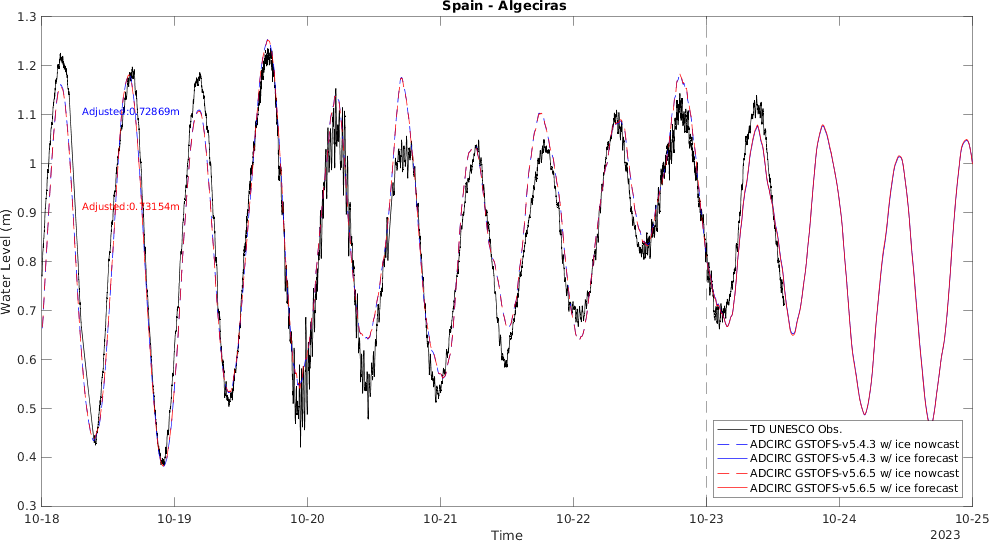 Spain - Algeciras
1.3
1.2
1.1
1
0.9
0.8
0.7
0.6
0.5
0.4
0.3
Water Level (m)
Adjusted:0.72869m
Adjusted:0.73154m
TD UNESCO Obs.
ADCIRC GSTOFS-v5.4.3 w/ ice nowcast
ADCIRC GSTOFS-v5.4.3 w/ ice forecast
ADCIRC GSTOFS-v5.6.5 w/ ice nowcast
ADCIRC GSTOFS-v5.6.5 w/ ice forecast
10-18 10-19 10-20 10-21 10-22 10-23 10-24 10-25
Time
2023